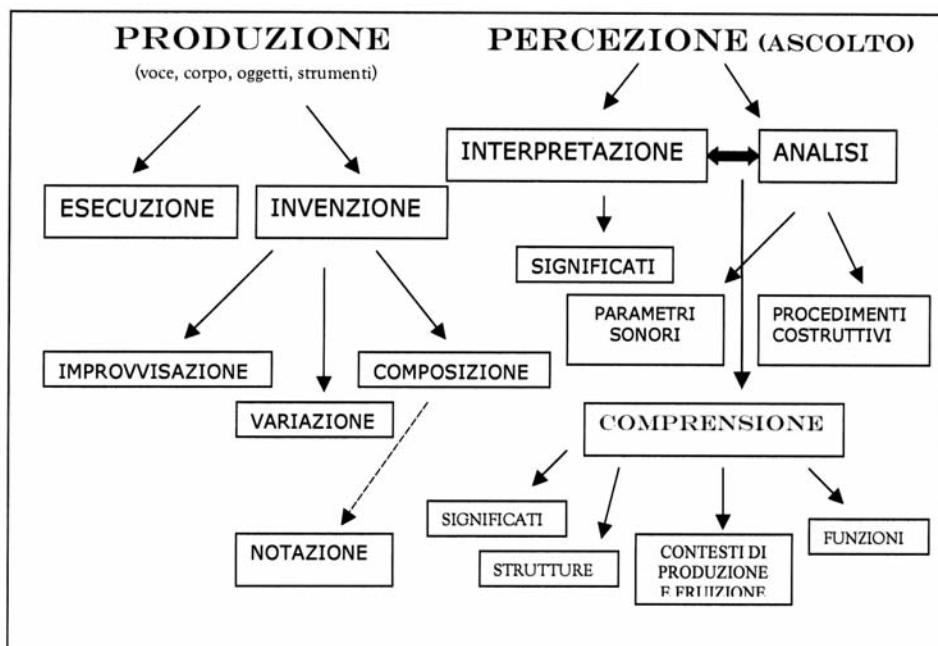 PRODUZIONE
(voce, corpo, oggetti, strumenti)
ESECUZIONE
INVENZIONE
IMPROVVISAZIONE
VARIAZIONE
COMPOSIZIONE
NOTAZIONE
PERCEZIONE (ASCOLTO)
INTERPRETAZIONE
ANALISI
SIGNIFICATI
PARAMETRI
SONORI
PROCEDIMENTI
COSTRUTTIVI
COMPRENSIONE
SIGNIFICATI
STRUTTURE
CONTESTI DI
PRODUZIONE
E FRUIZIONE
FUNZIONI